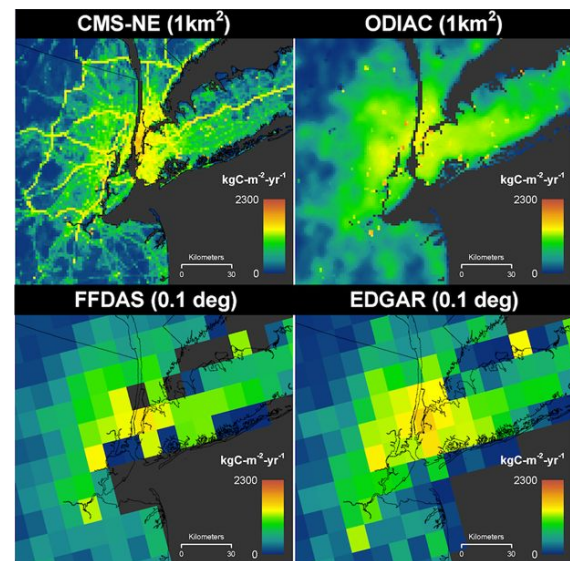 CMS-NE (1km²)
ODIAC (1km²)
kgC-m⁻²-yr⁻¹
2300
0
Kilometers
0 30
kgC-m⁻²-yr⁻¹
2300
0
Kilometers
0 30
FFDAS (0.1 deg)
EDGAR (0.1 deg)
kgC-m⁻²-yr⁻¹
2300
0
Kilometers
0 30
kgC-m⁻²-yr⁻¹
2300
0
Kilometers
0 30